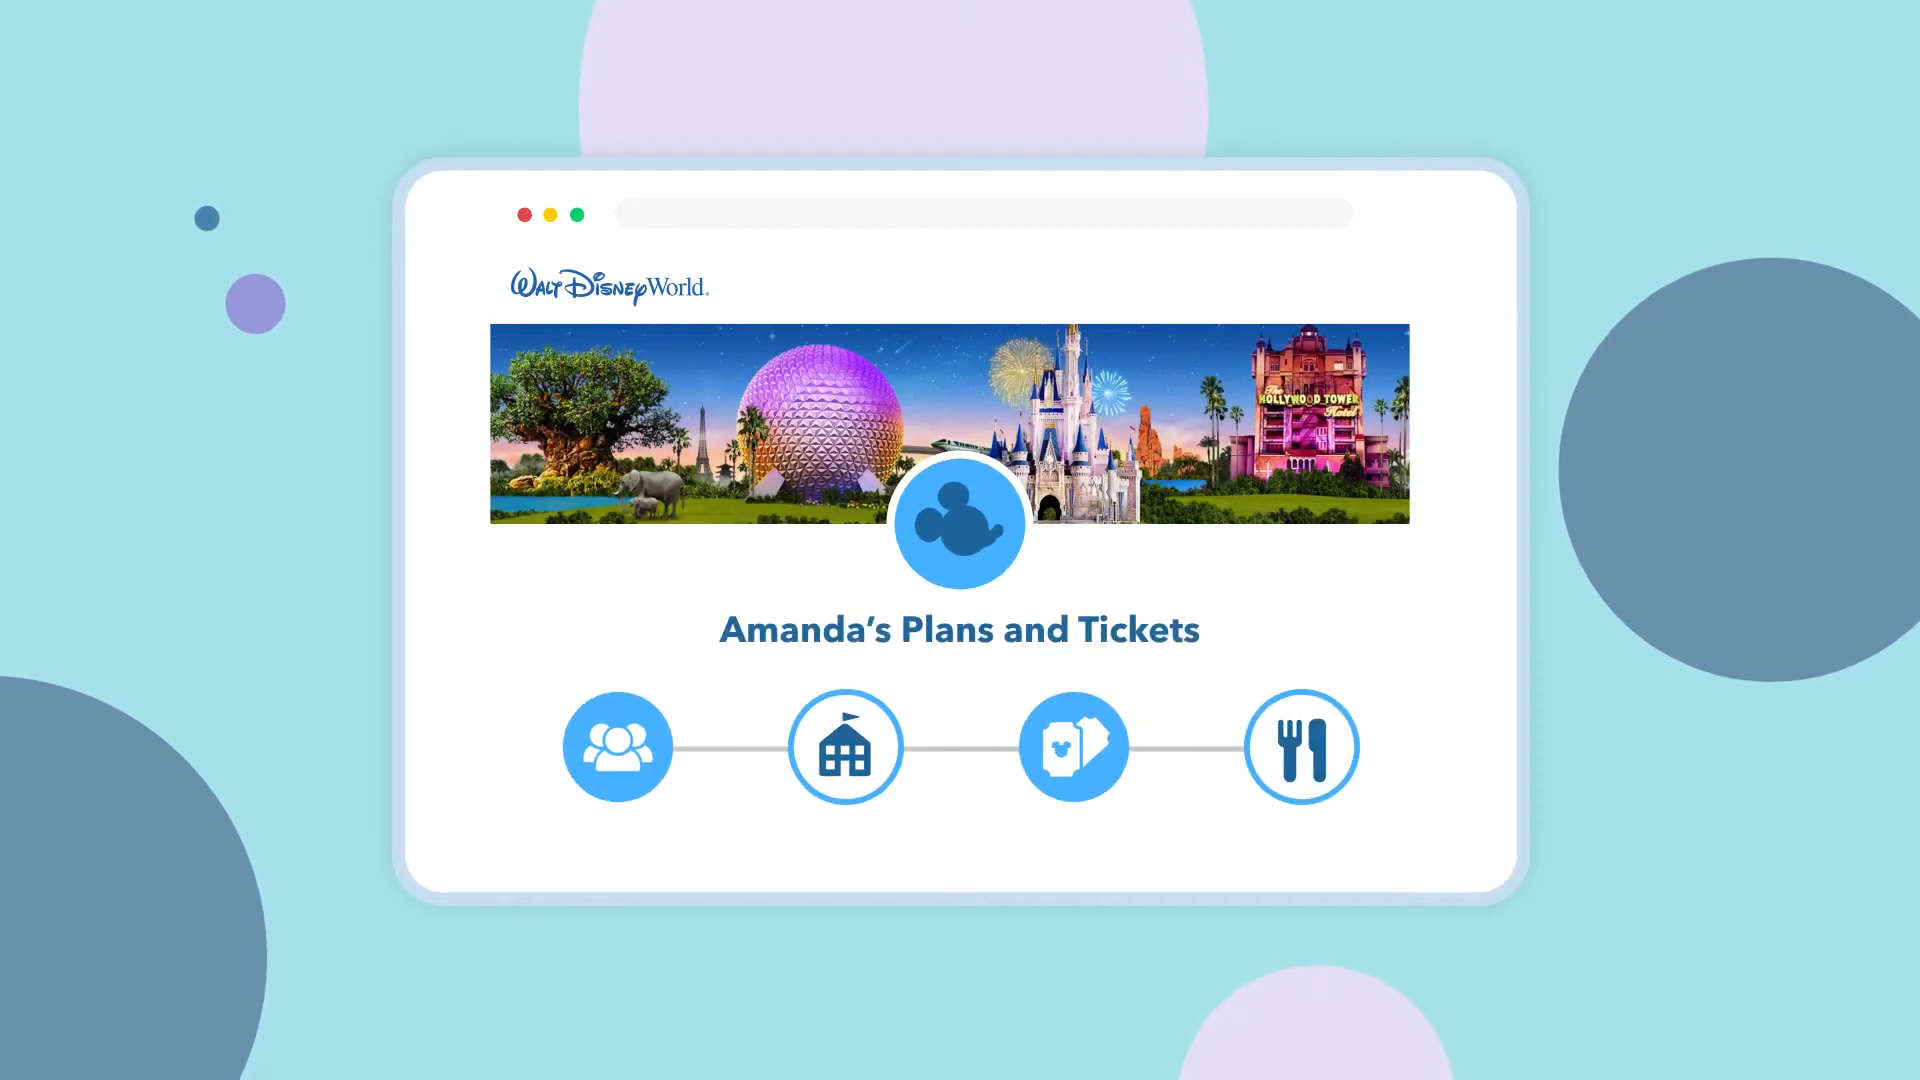 Walt Disney World®
The
HOLLYWOOD TOWER
Hotel
Amanda’s Plans and Tickets